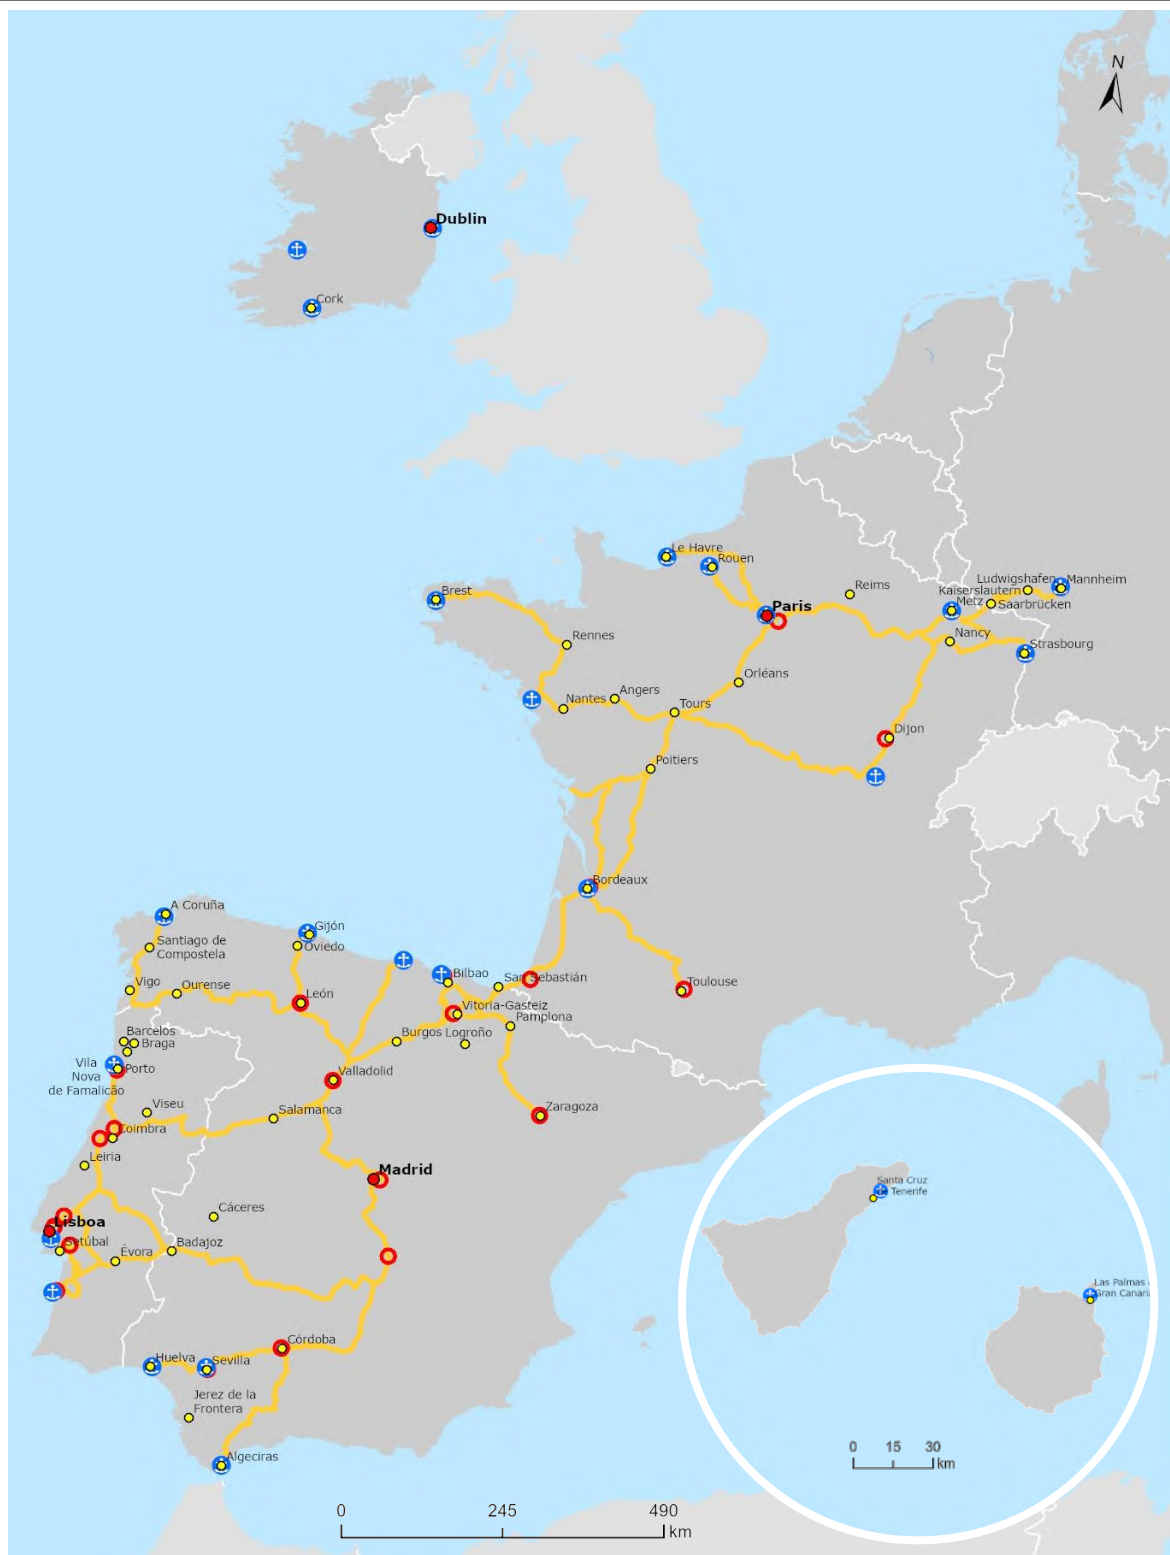 N
Dublin
Cork
Le Havre
Rouen
Brest
Paris
Reims
Ludwigshafen
Mannheim
Kaiserslautern
Metz
Saarbrücken
Rennes
Nancy
Strasbourg
Orléans
Nantes
Angers
Tours
Dijon
Poitiers
Bordeaux
A Coruña
Gijón
Santiago de
Compostela
Oviedo
Bilbao
San Sebastián
Toulouse
Vigo
Ourense
León
Vitoria-Gasteiz
Pamplona
Barcelos
Braga
Burgos
Logroño
Vila
Nova
de Famalicão
Porto
Valladolid
Viseu
Salamanca
Zaragoza
Coimbra
Leiria
Madrid
Cáceres
Lisboa
Setúbal
Évora
Badajoz
Santa Cruz
Tenerife
Las Palmas
Gran Canari
Córdoba
Huelva
Sevilla
Jerez de la
Frontera
Algeciras
0 15 30
km
0 245 490
km